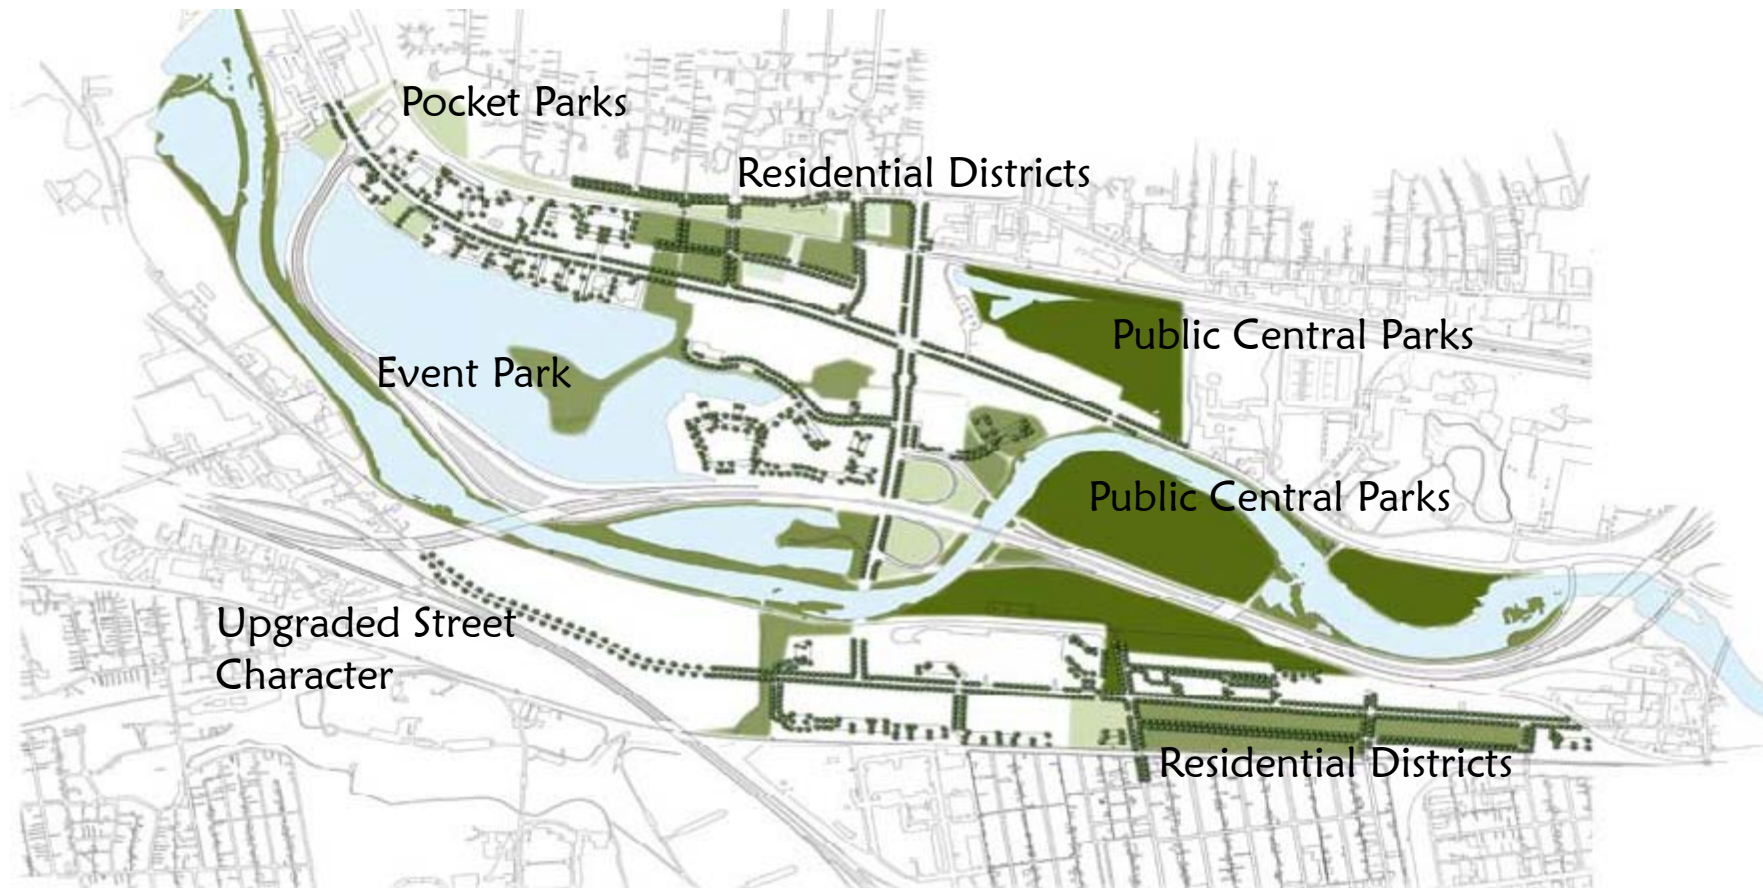 Pocket Parks
Residential Districts
Public Central Parks
Event Park
Public Central Parks
Upgraded Street
Character
Residential Districts